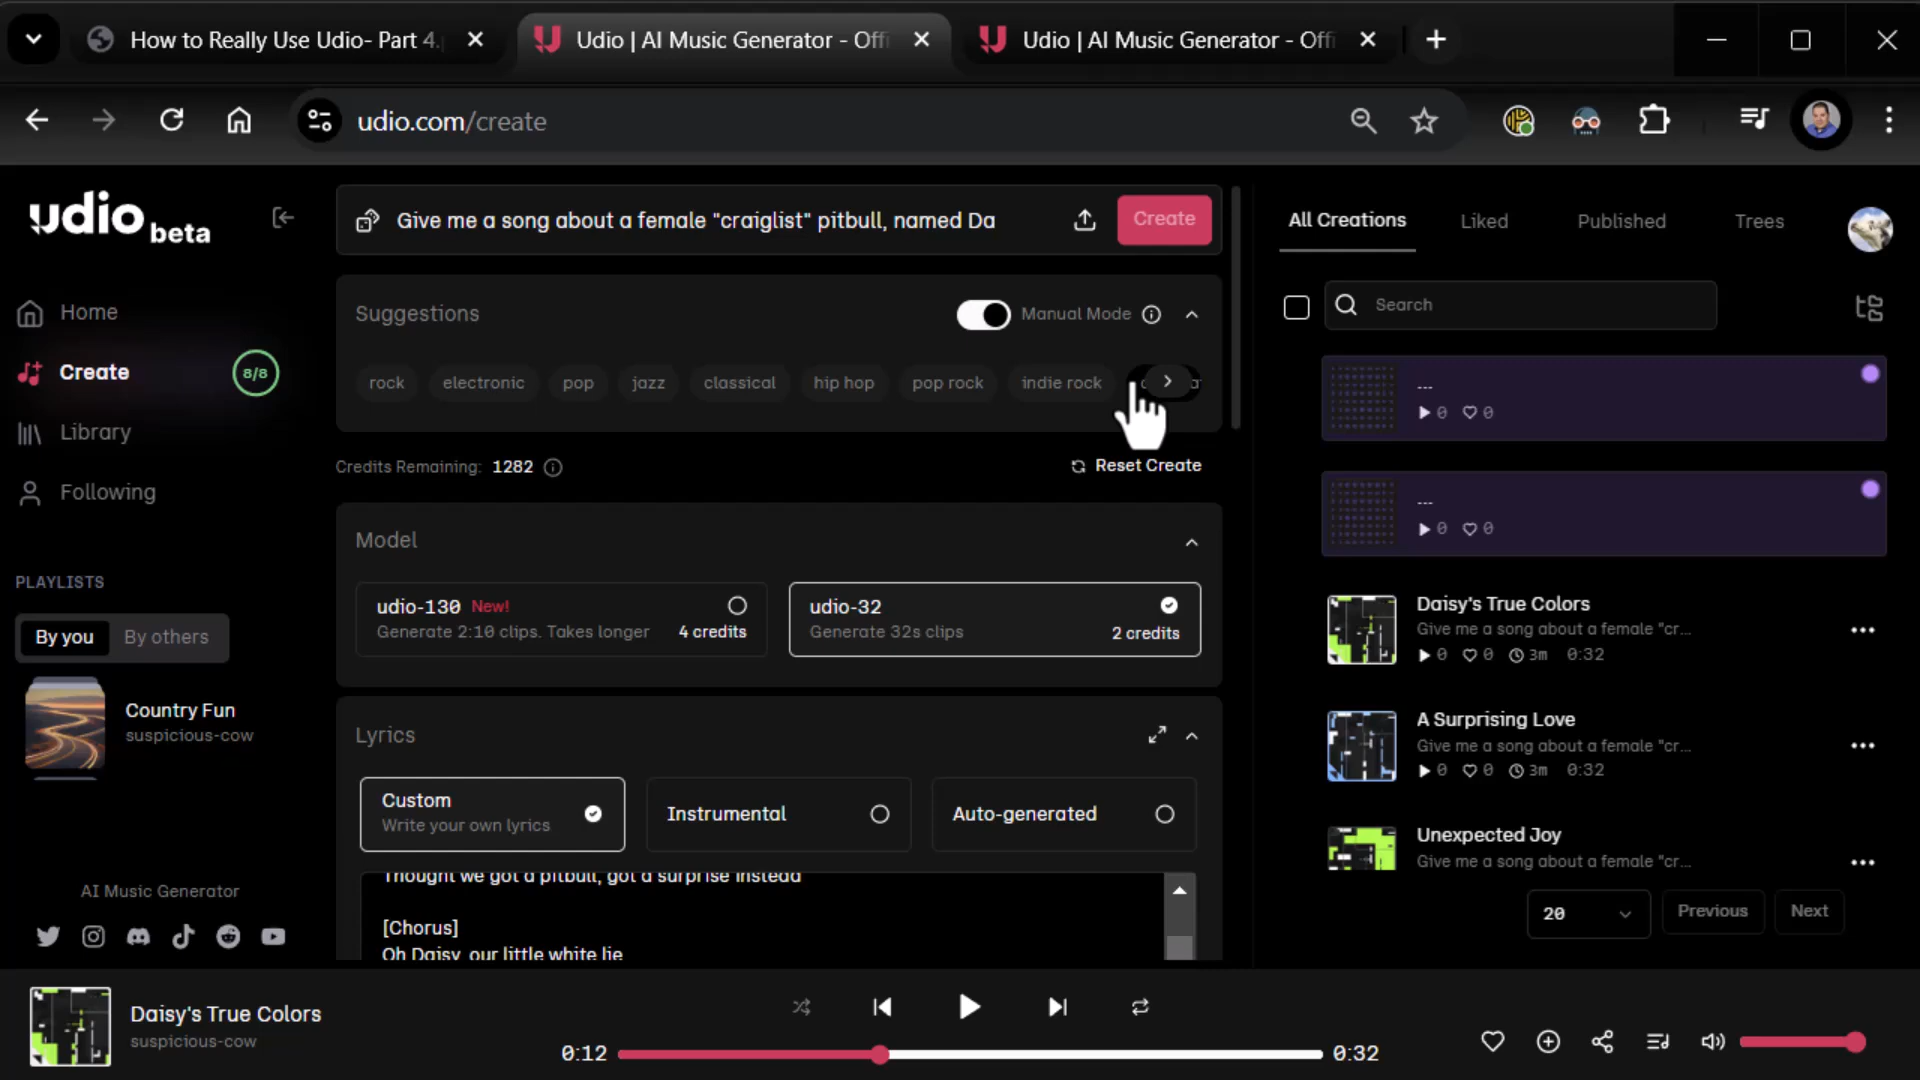 How to Really Use Udio- Part 4.
Udio | AI Music Generator - Offi
Udio | AI Music Generator - Offi
udio.com/create
udio beta
Home
Create
8/8
Library
Following
PLAYLISTS
By you
By others
Country Fun
suspicious-cow
AI Music Generator
Give me a song about a female "craiglist" pitbull, named Da
Create
Suggestions
Manual Mode
rock
electronic
pop
jazz
classical
hip hop
pop rock
indie rock
Credits Remaining: 1282
Reset Create
Model
udio-130 New!
Generate 2:10 clips. Takes longer
4 credits
udio-32
Generate 32s clips
2 credits
Lyrics
Custom
Write your own lyrics
Instrumental
Auto-generated
Thought we got a pitbull, got a surprise instead
[Chorus]
Oh Daisy, our little white lie
All Creations
Liked
Published
Trees
Search
---
0 0
---
0 0
Daisy's True Colors
Give me a song about a female "cr...
0 0 3m 0:32
A Surprising Love
Give me a song about a female "cr...
0 0 3m 0:32
Unexpected Joy
Give me a song about a female "cr...
20
Previous
Next
Daisy's True Colors
suspicious-cow
0:12
0:32